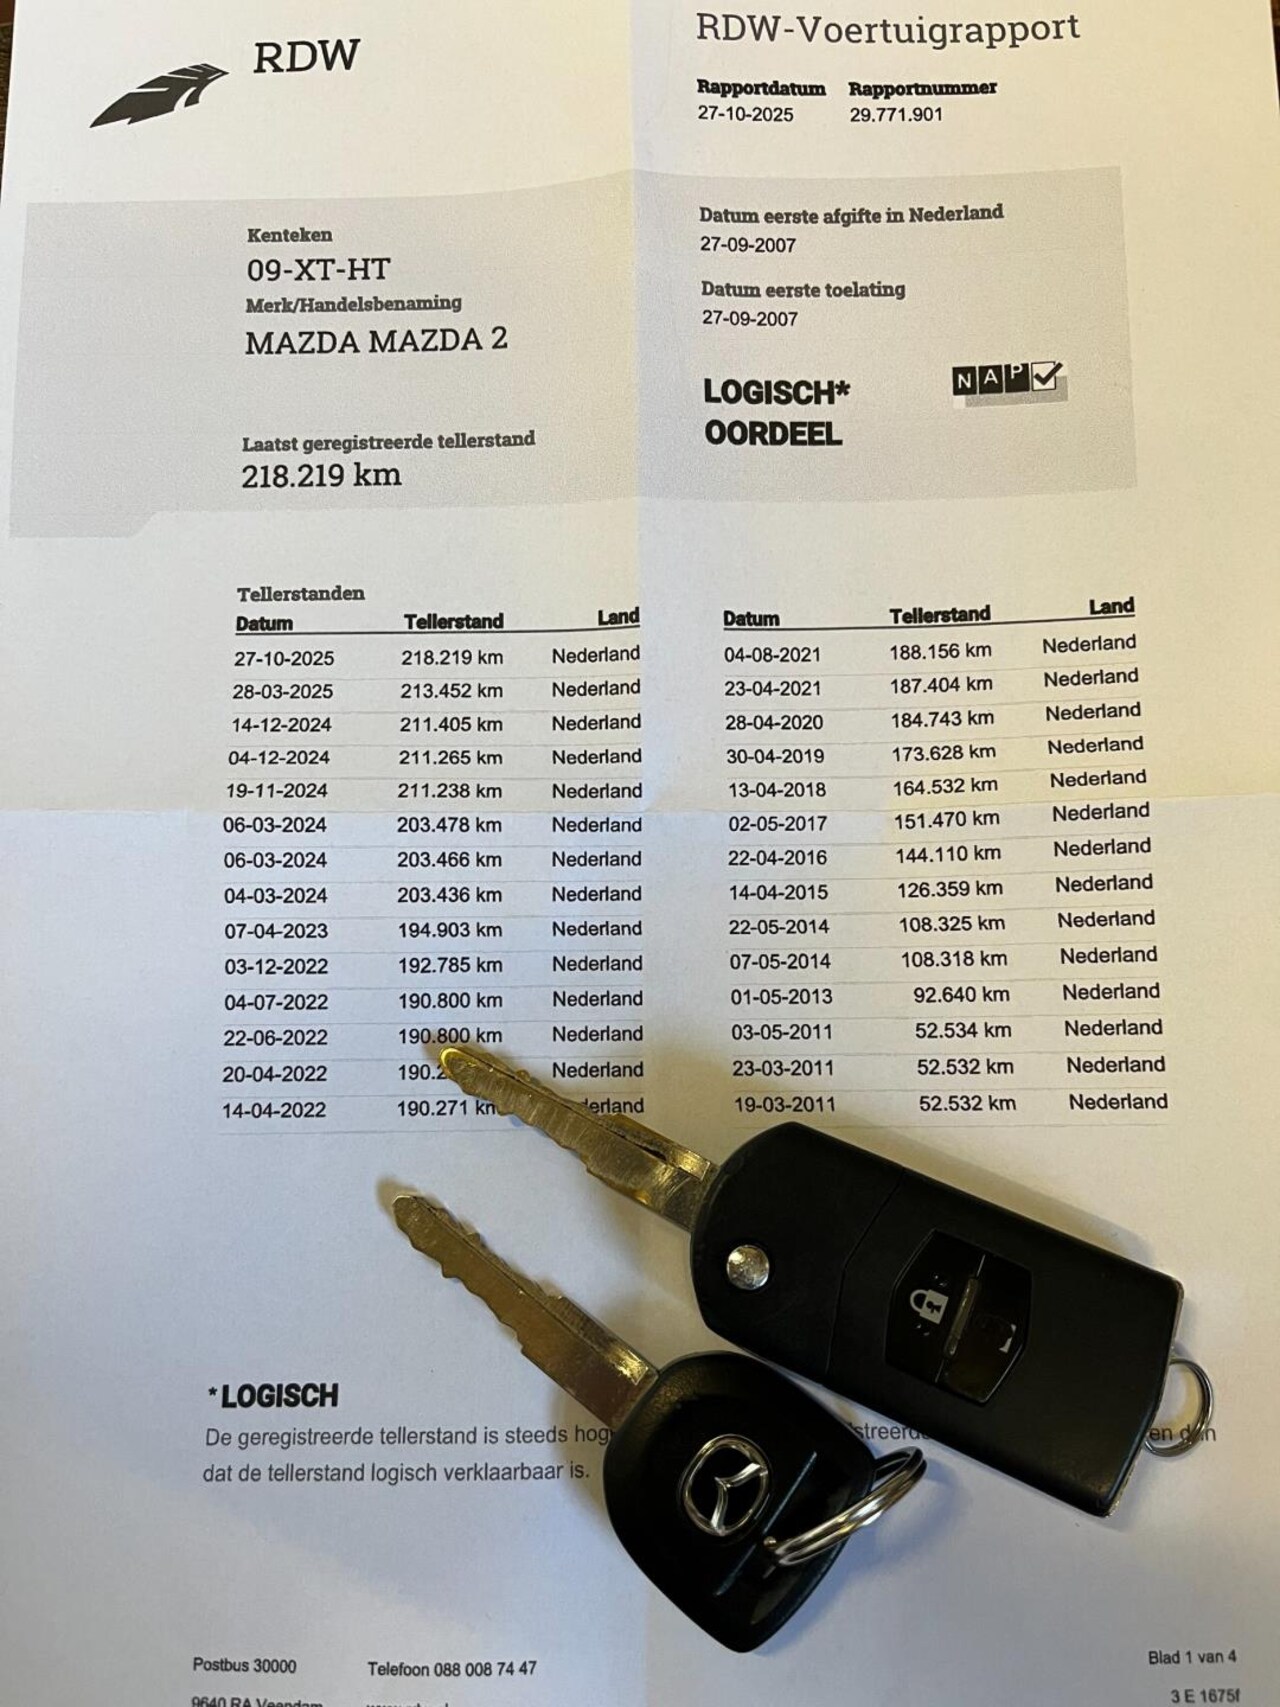 RDW
RDW-Voertuigrapport
Rapportdatum Rapportnummer
27-10-2025 29.771.901
Kenteken
09-XT-HT
Merk/Handelsbenaming
MAZDA MAZDA 2
Laatst geregistreerde tellerstand
218.219 km
Datum eerste afgifte in Nederland
27-09-2007
Datum eerste toelating
27-09-2007
LOGISCH*
OORDEEL
NAP
Tellerstanden
Datum Tellerstand Land
27-10-2025 218.219 km Nederland
28-03-2025 213.452 km Nederland
14-12-2024 211.405 km Nederland
04-12-2024 211.265 km Nederland
19-11-2024 211.238 km Nederland
06-03-2024 203.478 km Nederland
06-03-2024 203.466 km Nederland
04-03-2024 203.436 km Nederland
07-04-2023 194.903 km Nederland
03-12-2022 192.785 km Nederland
04-07-2022 190.800 km Nederland
22-06-2022 190.800 km Nederland
20-04-2022 Nederland
14-04-2022 190.271 km
Datum Tellerstand Land
04-08-2021 188.156 km Nederland
23-04-2021 187.404 km Nederland
28-04-2020 184.743 km Nederland
30-04-2019 173.628 km Nederland
13-04-2018 164.532 km Nederland
02-05-2017 151.470 km Nederland
22-04-2016 144.110 km Nederland
14-04-2015 126.359 km Nederland
22-05-2014 108.325 km Nederland
07-05-2014 108.318 km Nederland
01-05-2013 92.640 km Nederland
03-05-2011 52.534 km Nederland
23-03-2011 52.532 km Nederland
19-03-2011 52.532 km Nederland
*LOGISCH
De geregistreerde tellerstand is steeds
dat de tellerstand logisch verklaarbaar is.
Postbus 30000 Telefoon 088 008 74 47
9640 RA Veendam
Blad 1 van 4
3 E 1675f